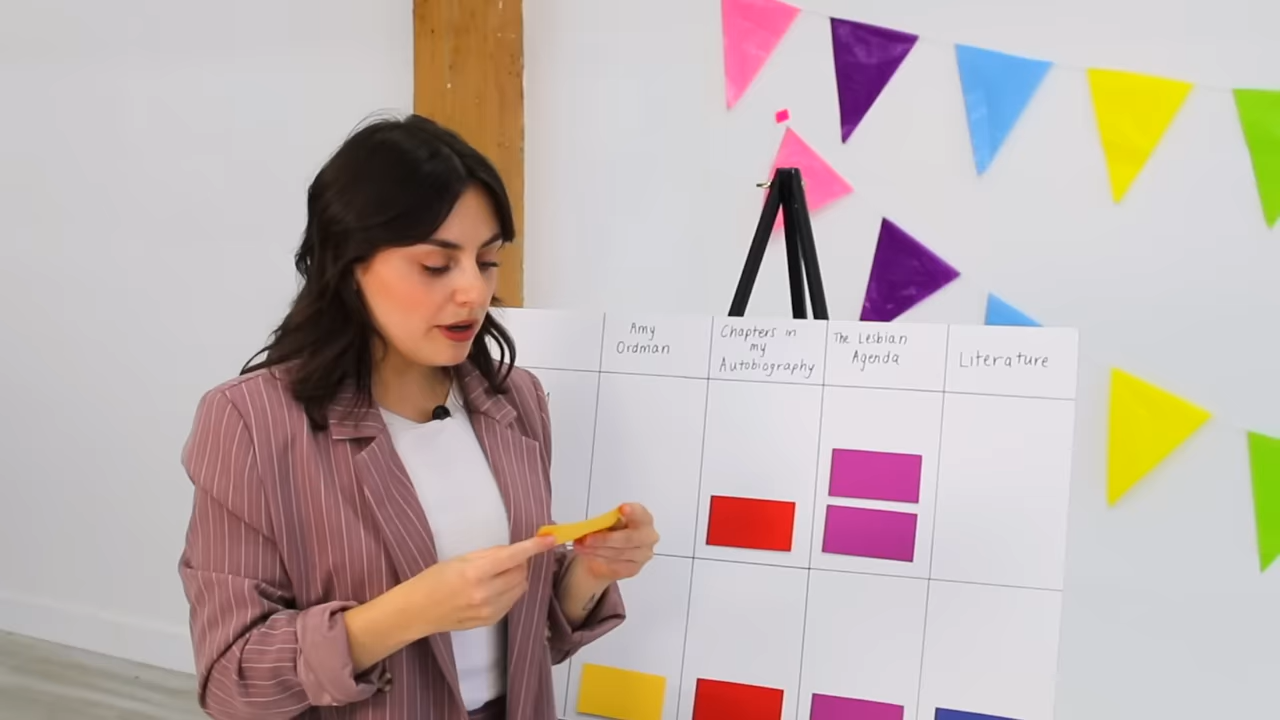 Amy
Ordman
Chapters in
my
Autobiography
The Lesbian
Agenda
Literature